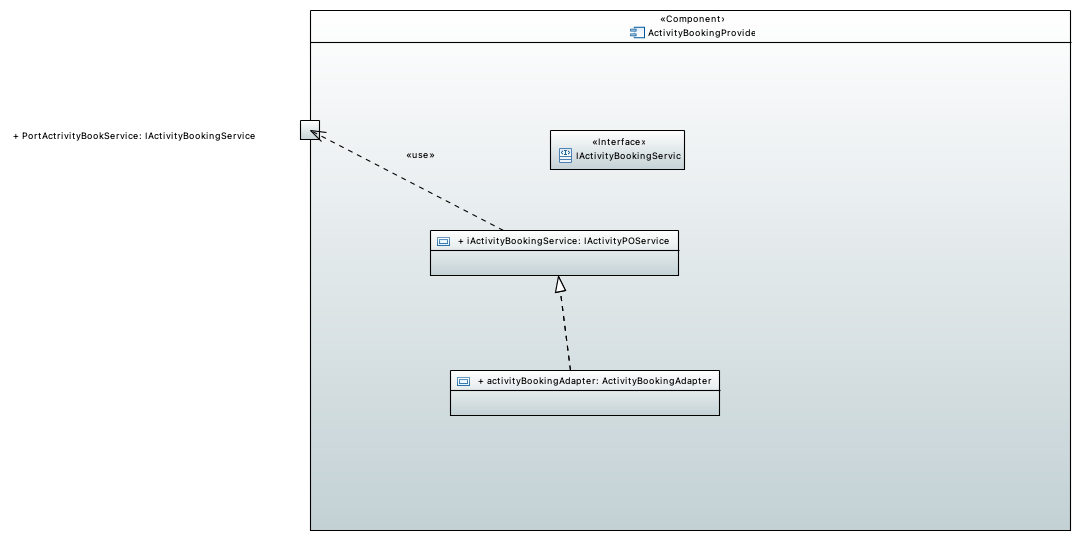 «Component»
ActivityBookingProvide
+ PortActrivityBookService: IActivityBookingService
«use»
«Interface»
IActivityBookingServic
+ iActivityBookingService: IActivityPOService
+ activityBookingAdapter: ActivityBookingAdapter